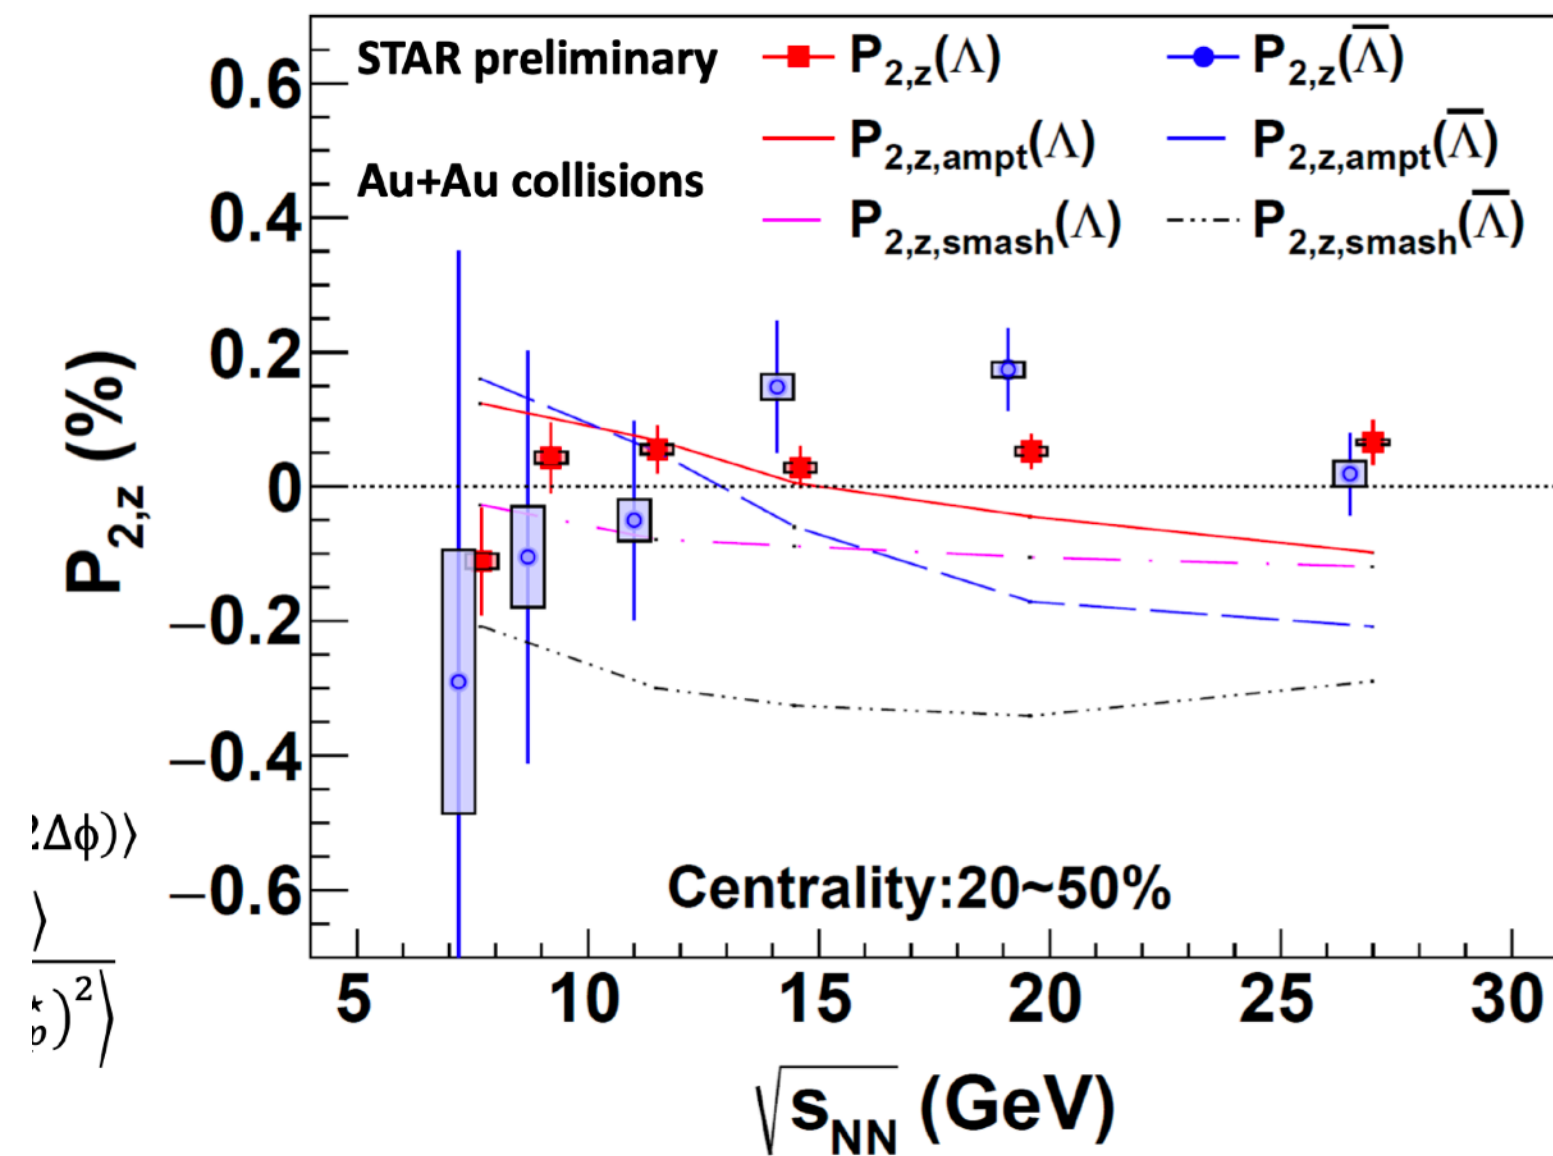 STAR preliminary
Au+Au collisions
P2,z(Λ)
P2,z(Λ̅)
P2,z,ampt(Λ)
P2,z,ampt(Λ̅)
P2,z,smash(Λ)
P2,z,smash(Λ̅)
0.6
0.4
0.2
0
−0.2
−0.4
−0.6
P2,z (%)
Centrality:20~50%
5 10 15 20 25 30
√sNN (GeV)
2Δϕ)⟩
⟩
)²⟩